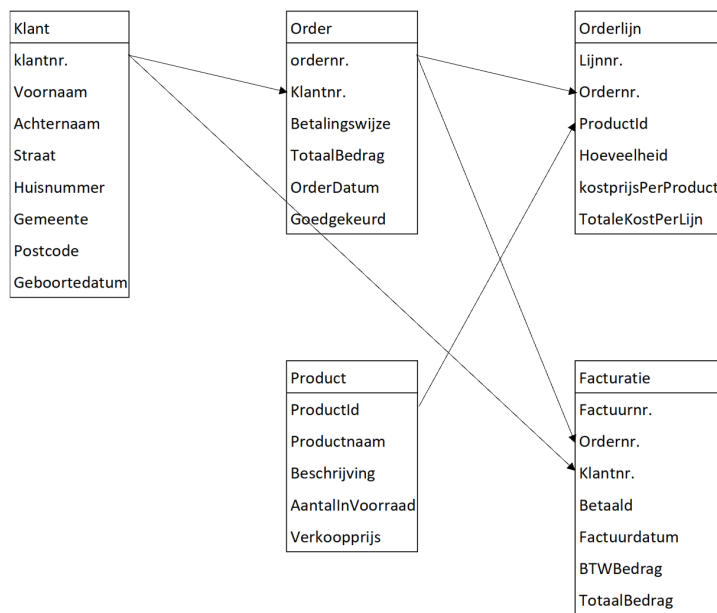 Klant
klantnr.
Voornaam
Achternaam
Straat
Huisnummer
Gemeente
Postcode
Geboortedatum
Order
ordernr.
Klantnr.
Betalingswijze
TotaalBedrag
OrderDatum
Goedgekeurd
Orderlijn
Lijnnr.
Ordernr.
ProductId
Hoeveelheid
kostprijsPerProduct
TotaleKostPerLijn
Product
ProductId
Productnaam
Beschrijving
AantalInVoorraad
Verkoopprijs
Facturatie
Factuurnr.
Ordernr.
Klantnr.
Betaald
Factuurdatum
BTWBedrag
TotaalBedrag